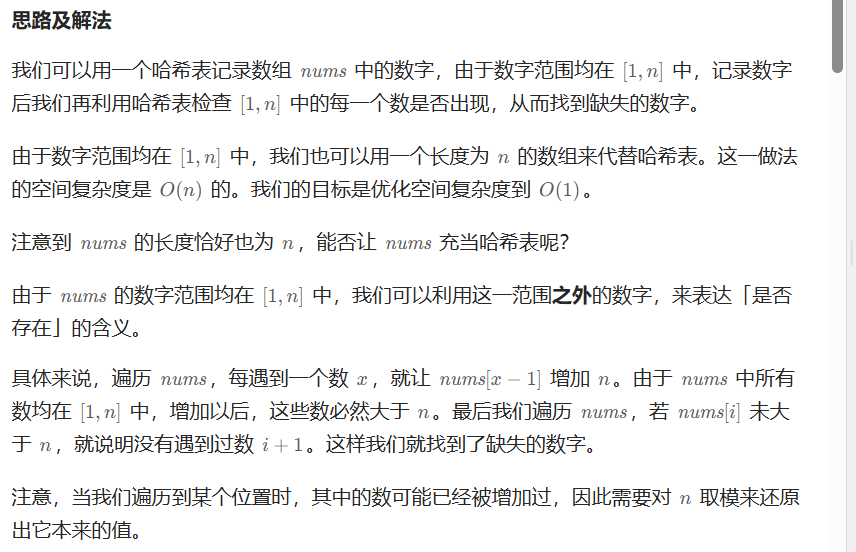 思路及解法
我们可以用一个哈希表记录数组 nums 中的数字，由于数字范围均在 [1, n] 中，记录数字
后我们再利用哈希表检查 [1, n] 中的每一个数是否出现，从而找到缺失的数字。
由于数字范围均在 [1, n] 中，我们也可以用一个长度为 n 的数组来代替哈希表。这一做法
的空间复杂度是 O(n) 的。我们的目标是优化空间复杂度到 O(1)。
注意到 nums 的长度恰好也为 n，能否让 nums 充当哈希表呢？
由于 nums 的数字范围均在 [1, n] 中，我们可以利用这一范围之外的数字，来表达「是否
存在」的含义。
具体来说，遍历 nums，每遇到一个数 x，就让 nums[x − 1] 增加 n。由于 nums 中所有
数均在 [1, n] 中，增加以后，这些数必然大于 n。最后我们遍历 nums，若 nums[i] 未大
于 n，就说明没有遇到过数 i + 1。这样我们就找到了缺失的数字。
注意，当我们遍历到某个位置时，其中的数可能已经被增加过，因此需要对 n 取模来还原
出它本来的值。